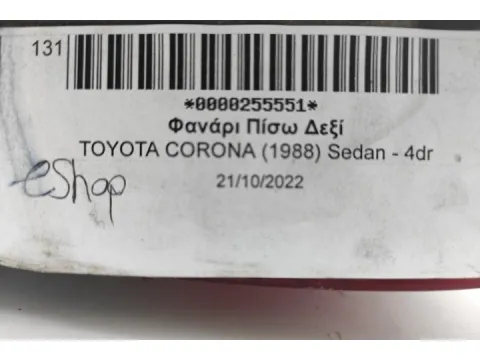 131
*0000255551*
Φανάρι Πίσω Δεξί
TOYOTA CORONA (1988) Sedan - 4dr
eShop
21/10/2022